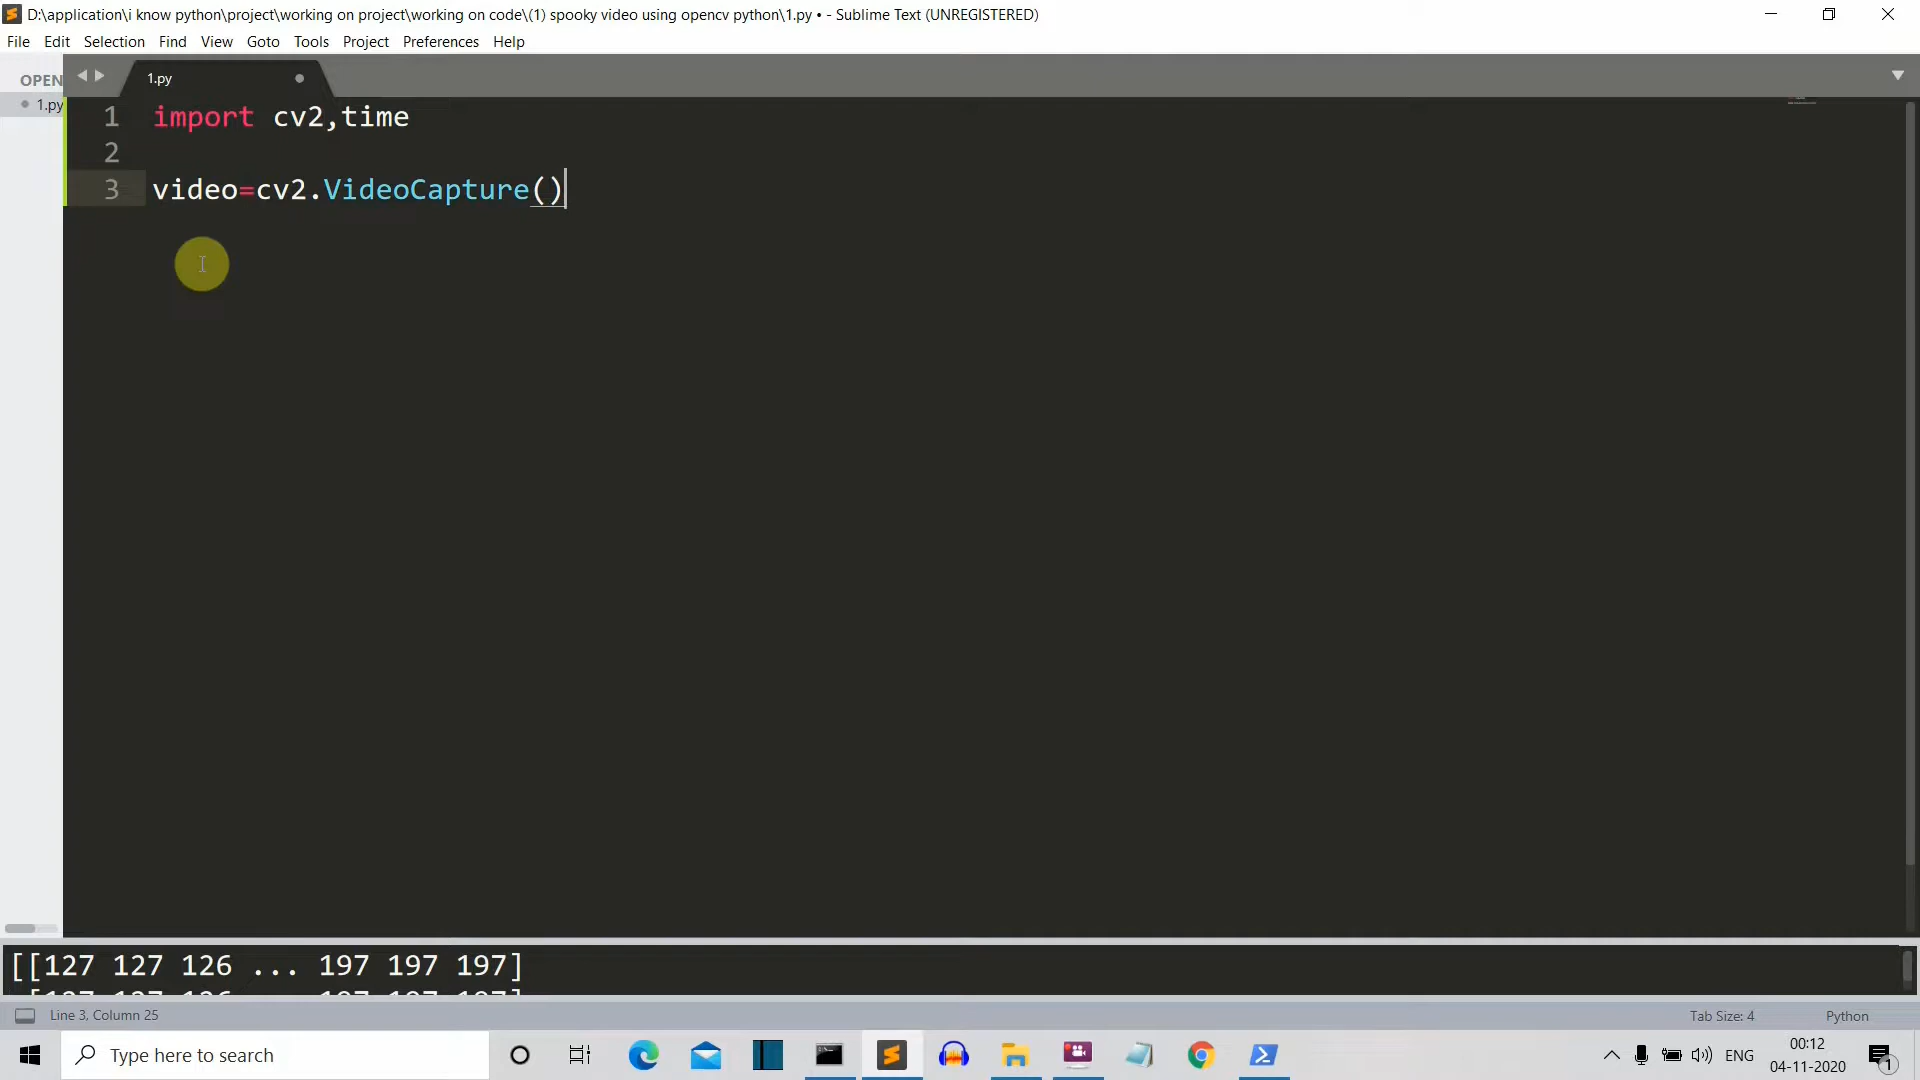 D:\application\i know python\project\working on project\working on code\(1) spooky video using opencv python\1.py • - Sublime Text (UNREGISTERED)
File Edit Selection Find View Goto Tools Project Preferences Help
OPEN
1.py
1.py
1 import cv2,time
2
3 video=cv2.VideoCapture()
[[127 127 126 ... 197 197 197]
Line 3, Column 25
Tab Size: 4
Python
Type here to search
ENG
00:12
04-11-2020
1